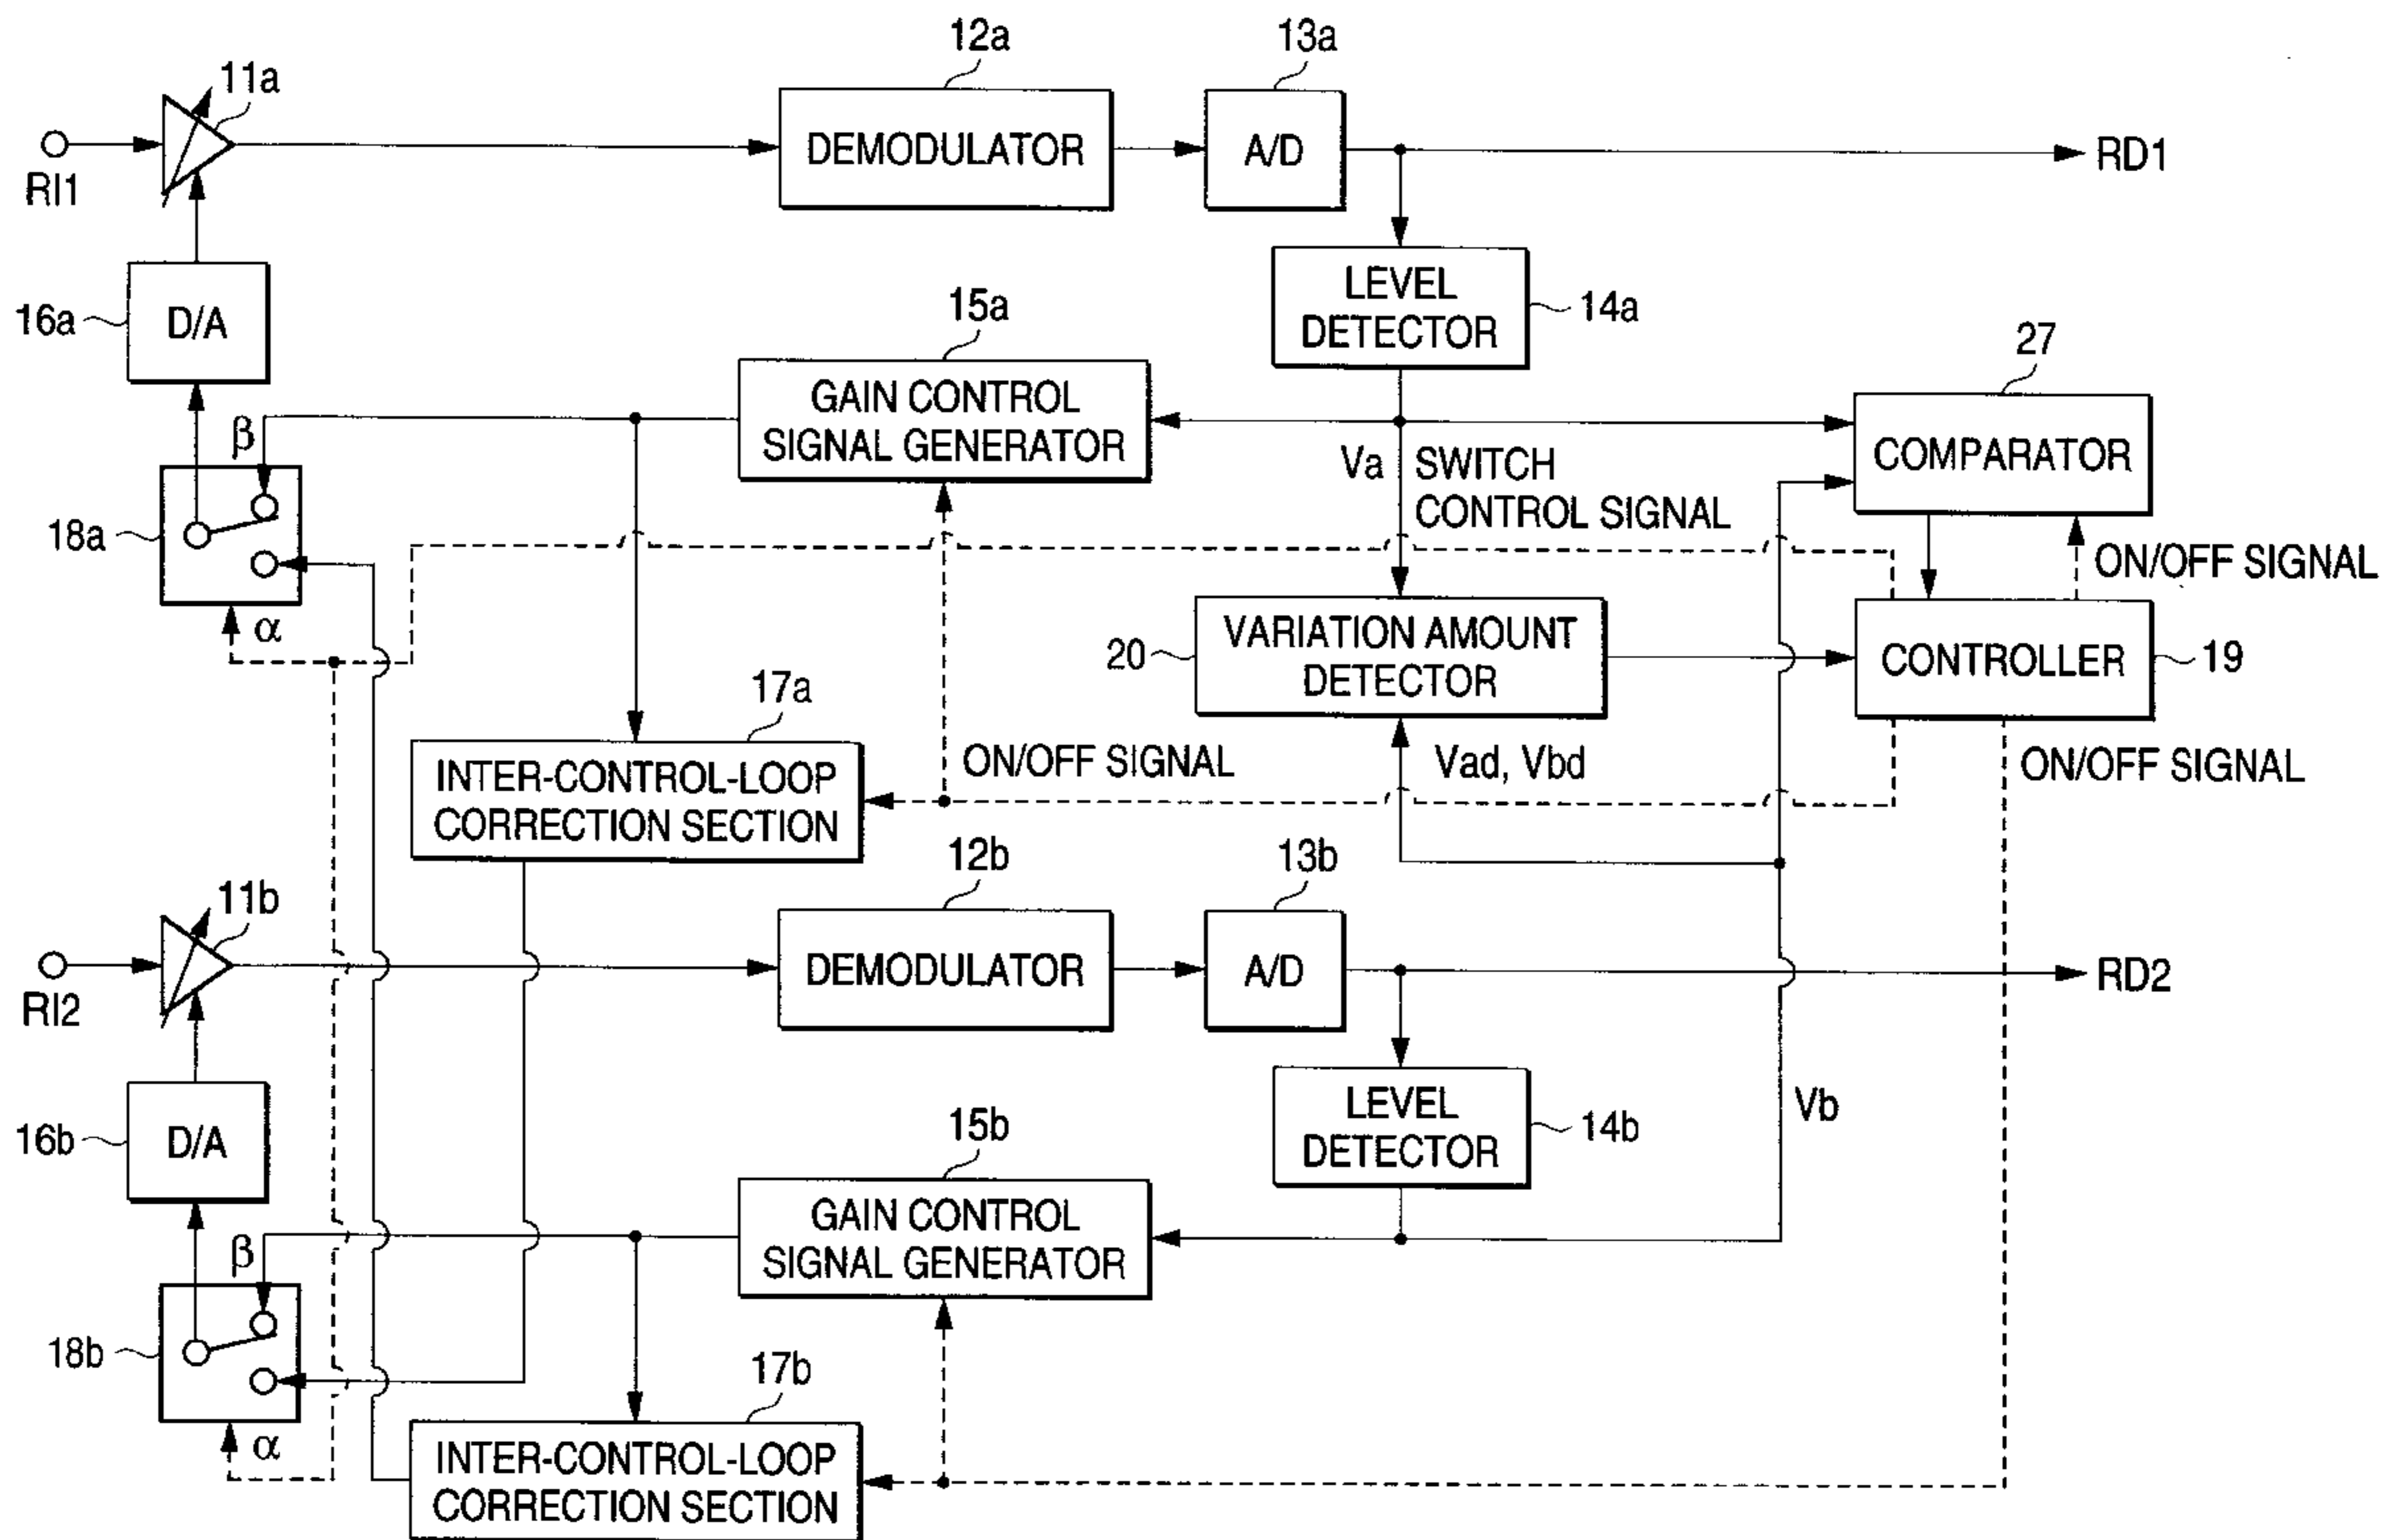 12a
13a
11a
DEMODULATOR
A/D
RD1
RI1
LEVEL
DETECTOR
14a
16a
D/A
15a
27
GAIN CONTROL
SIGNAL GENERATOR
β
COMPARATOR
Va
SWITCH
CONTROL SIGNAL
18a
ON/OFF SIGNAL
α
VARIATION AMOUNT
DETECTOR
20
CONTROLLER
19
17a
INTER-CONTROL-LOOP
CORRECTION SECTION
ON/OFF SIGNAL
Vad, Vbd
ON/OFF SIGNAL
12b
13b
11b
DEMODULATOR
A/D
RD2
RI2
LEVEL
DETECTOR
14b
Vb
16b
D/A
15b
GAIN CONTROL
SIGNAL GENERATOR
β
18b
17b
α
INTER-CONTROL-LOOP
CORRECTION SECTION